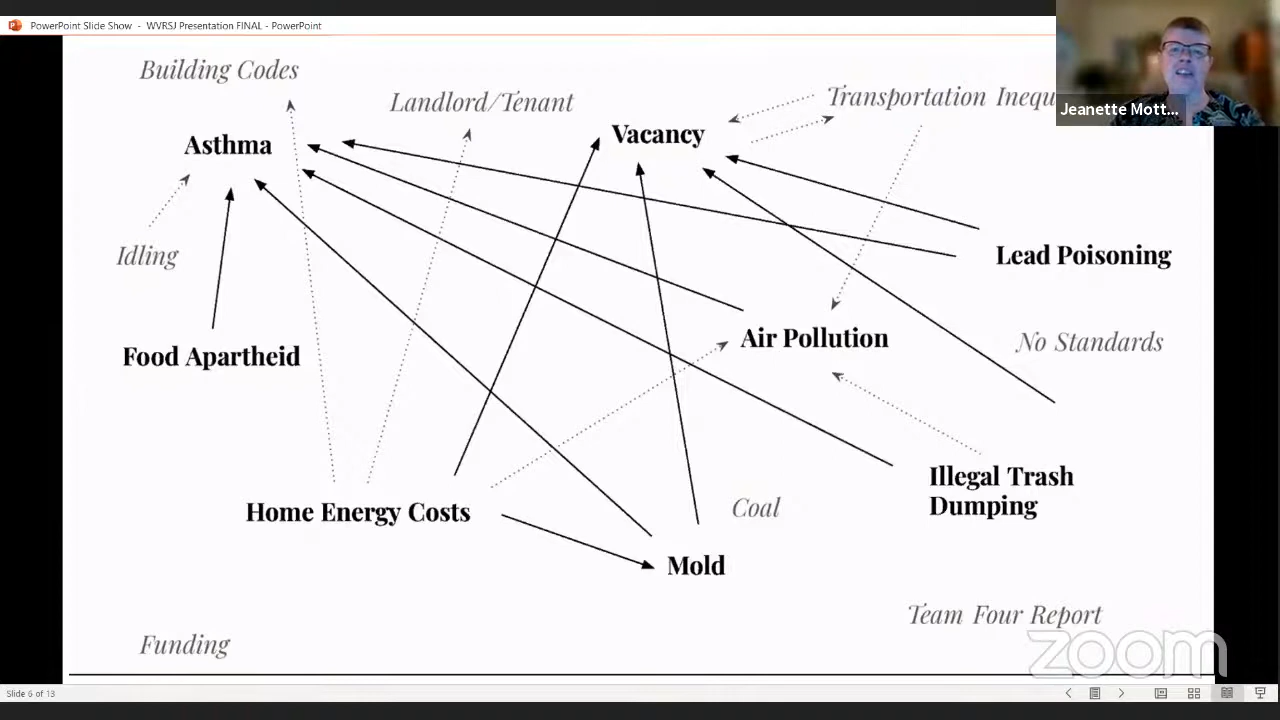 PowerPoint Slide Show - WVRSJ Presentation FINAL - PowerPoint
Building Codes
Landlord/Tenant
Transportation Inequ
Jeanette Mott...
Asthma
Vacancy
Idling
Lead Poisoning
Food Apartheid
Air Pollution
No Standards
Home Energy Costs
Coal
Illegal Trash
Dumping
Mold
Team Four Report
Funding
zoom
Slide 6 of 13